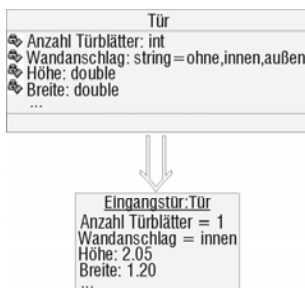 Tür
Anzahl Türblätter: int
Wandanschlag: string=ohne,innen,außen
Höhe: double
Breite: double
...
Eingangstür:Tür
Anzahl Türblätter = 1
Wandanschlag = innen
Höhe: 2.05
Breite: 1.20
...